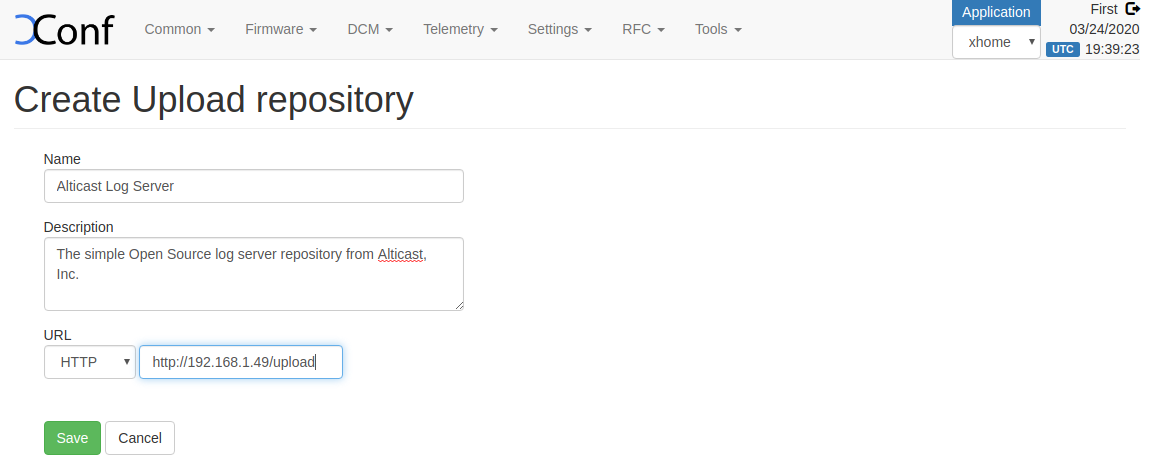 XConf Common Firmware DCM Telemetry Settings RFC Tools
Application
xhome
First
03/24/2020
UTC 19:39:23
Create Upload repository
Name
Alticast Log Server
Description
The simple Open Source log server repository from Alticast,
Inc.
URL
HTTP http://192.168.1.49/upload
Save Cancel